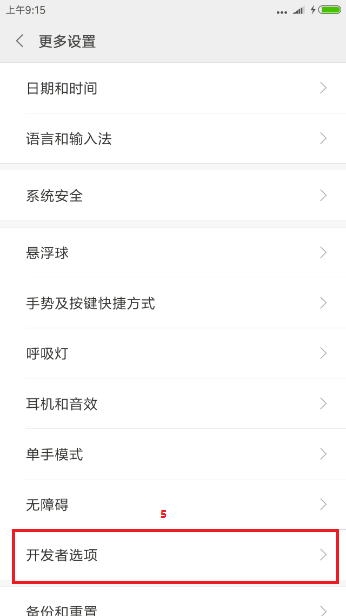 上午9:15
更多设置
日期和时间
语言和输入法
系统安全
悬浮球
手势及按键快捷方式
呼吸灯
耳机和音效
单手模式
无障碍
5
开发者选项
备份和重置